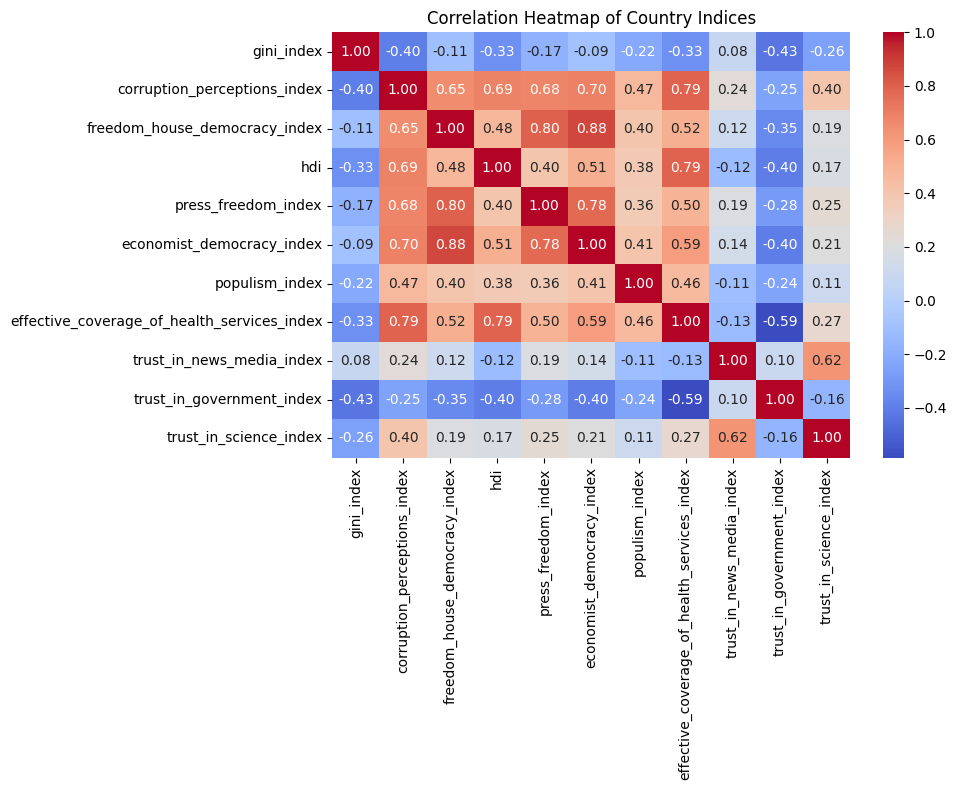 Correlation Heatmap of Country Indices
gini_index 1.00 -0.40 -0.11 -0.33 -0.17 -0.09 -0.22 -0.33 0.08 -0.43 -0.26
corruption_perceptions_index -0.40 1.00 0.65 0.69 0.68 0.70 0.47 0.79 0.24 -0.25 0.40
freedom_house_democracy_index -0.11 0.65 1.00 0.48 0.80 0.88 0.40 0.52 0.12 -0.35 0.19
hdi -0.33 0.69 0.48 1.00 0.40 0.51 0.38 0.79 -0.12 -0.40 0.17
press_freedom_index -0.17 0.68 0.80 0.40 1.00 0.78 0.36 0.50 0.19 -0.28 0.25
economist_democracy_index -0.09 0.70 0.88 0.51 0.78 1.00 0.41 0.59 0.14 -0.40 0.21
populism_index -0.22 0.47 0.40 0.38 0.36 0.41 1.00 0.46 -0.11 -0.24 0.11
effective_coverage_of_health_services_index -0.33 0.79 0.52 0.79 0.50 0.59 0.46 1.00 -0.13 -0.59 0.27
trust_in_news_media_index 0.08 0.24 0.12 -0.12 0.19 0.14 -0.11 -0.13 1.00 0.10 0.62
trust_in_government_index -0.43 -0.25 -0.35 -0.40 -0.28 -0.40 -0.24 -0.59 0.10 1.00 -0.16
trust_in_science_index -0.26 0.40 0.19 0.17 0.25 0.21 0.11 0.27 0.62 -0.16 1.00
gini_index
corruption_perceptions_index
freedom_house_democracy_index
hdi
press_freedom_index
economist_democracy_index
populism_index
effective_coverage_of_health_services_index
trust_in_news_media_index
trust_in_government_index
trust_in_science_index
1.0
0.8
0.6
0.4
0.2
0.0
-0.2
-0.4